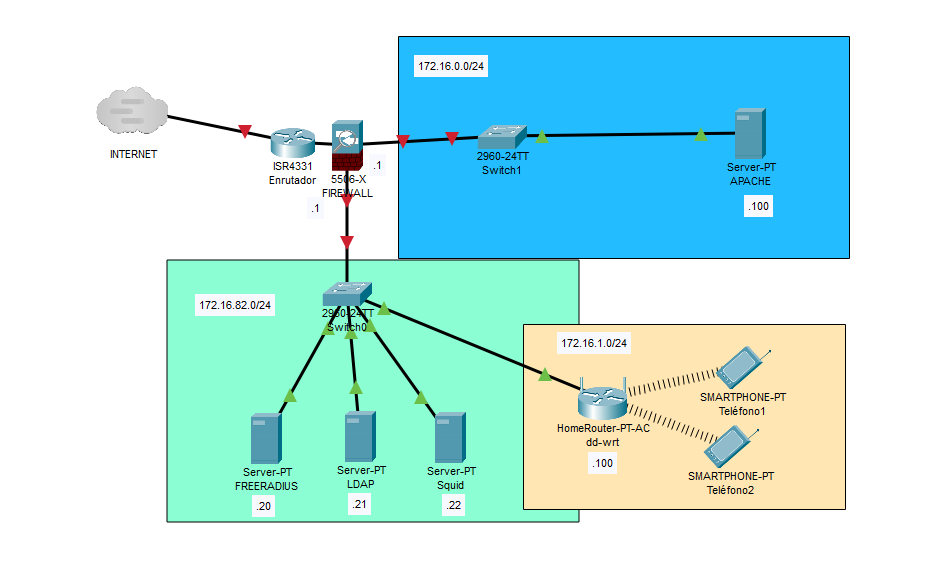 172.16.0.0/24
INTERNET
ISR4331
Enrutador
.1
5506-X
FIREWALL
.1
2960-24TT
Switch1
Server-PT
APACHE
.100
172.16.82.0/24
2960-24TT
Switch0
Server-PT
FREERADIUS
.20
Server-PT
LDAP
.21
Server-PT
Squid
.22
172.16.1.0/24
HomeRouter-PT-AC
dd-wrt
.100
SMARTPHONE-PT
Teléfono1
SMARTPHONE-PT
Teléfono2